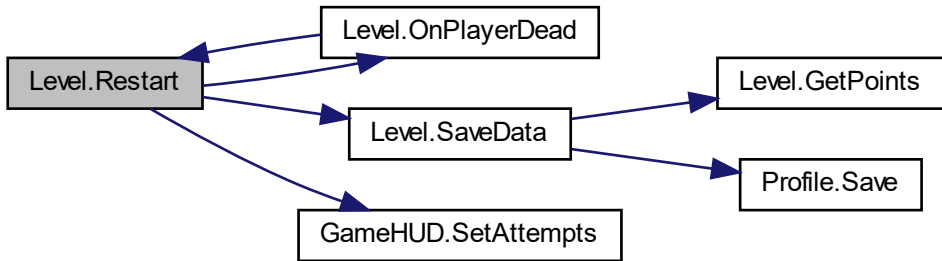 Level.OnPlayerDead
Level.Restart
Level.GetPoints
Level.SaveData
Profile.Save
GameHUD.SetAttempts